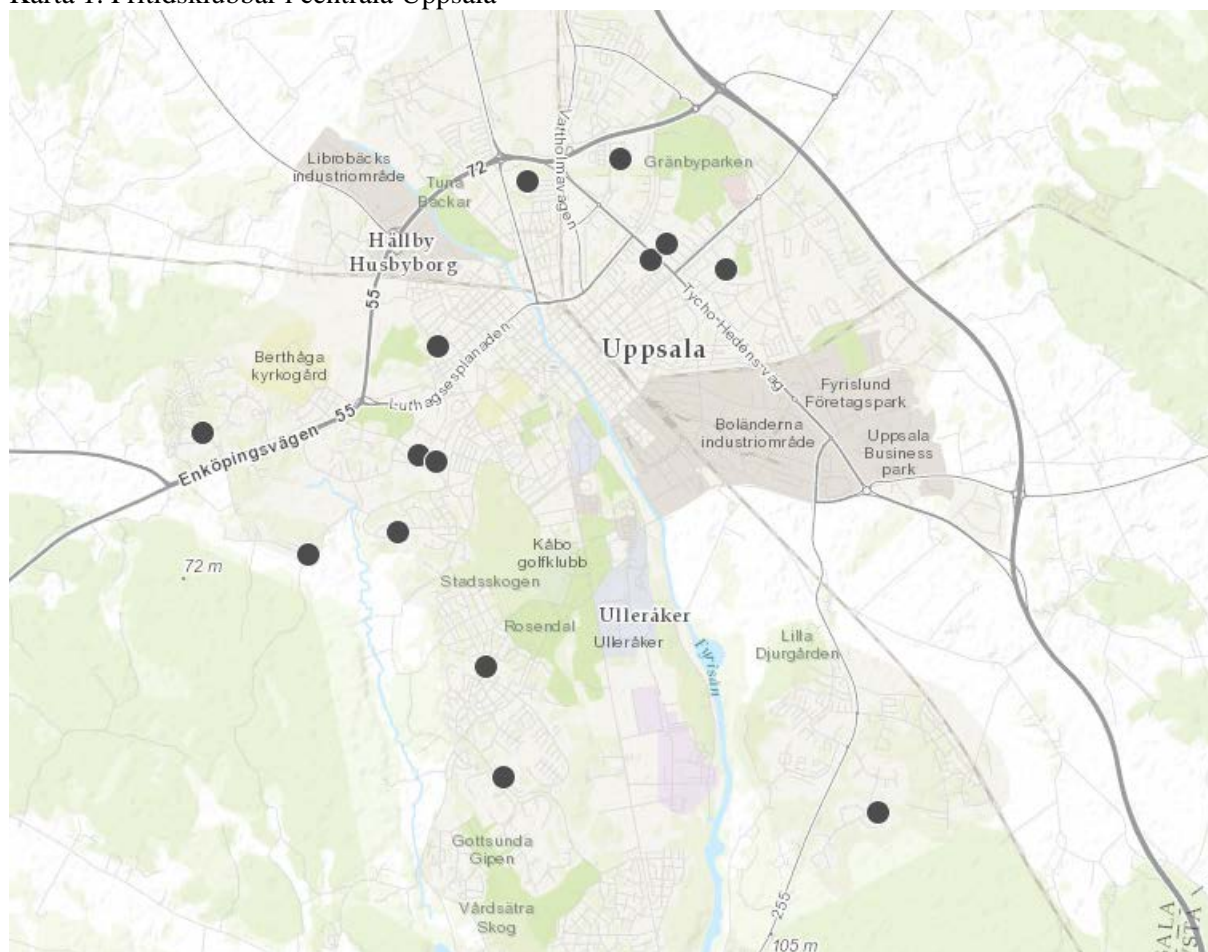 Karta 1. Fritidsklubbar i centrala Uppsala
Librobäcks
industriområde
72
Vattholmavägen
Gränbyparken
Tuna
Backar
Hällby
Husbyborg
55
Tycho-Hedéns-väg
Luthagsesplanaden
Uppsala
Berthåga
kyrkogård
Fyrislund
Företagspark
Boländerna
industriområde
Uppsala
Business
park
Enköpingsvägen
55
72 m
Kåbo
golfklubb
Stadsskogen
Rosendal
Ulleråker
Ulleråker
Lilla
Djurgården
Fyrisån
Gottsunda
Gipen
Vårdsätra
Skog
255
105 m